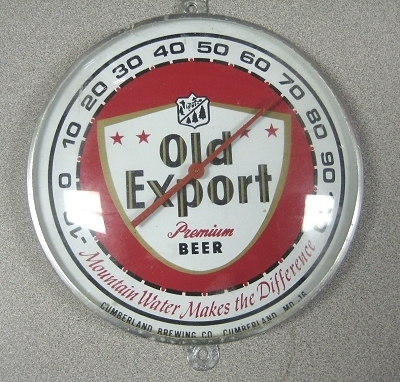 -10 0 10 20 30 40 50 60 70 80 90
Old
Export
Premium
BEER
Mountain Water Makes the Difference
CUMBERLAND BREWING CO. CUMBERLAND, MD.